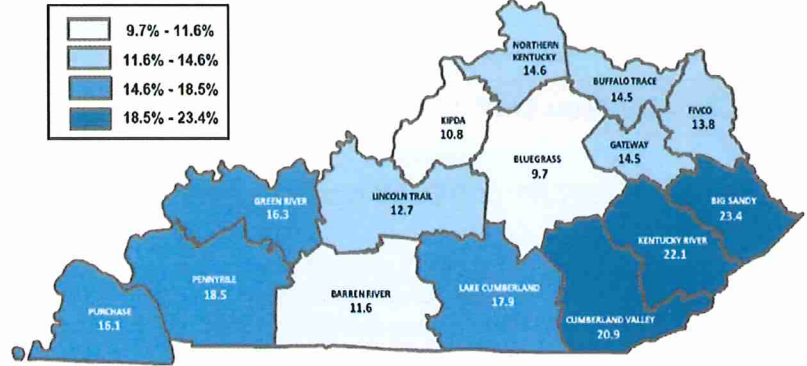 9.7% - 11.6%
11.6% - 14.6%
14.6% - 18.5%
18.5% - 23.4%
NORTHERN
KENTUCKY
14.6
BUFFALO TRACE
14.5
FIVCO
13.8
KIPDA
10.8
GATEWAY
14.5
BLUEGRASS
9.7
LINCOLN TRAIL
12.7
GREEN RIVER
16.3
BIG SANDY
23.4
KENTUCKY RIVER
22.1
PENNYRILE
18.5
LAKE CUMBERLAND
17.9
BARREN RIVER
11.6
PURCHASE
16.1
CUMBERLAND VALLEY
20.9